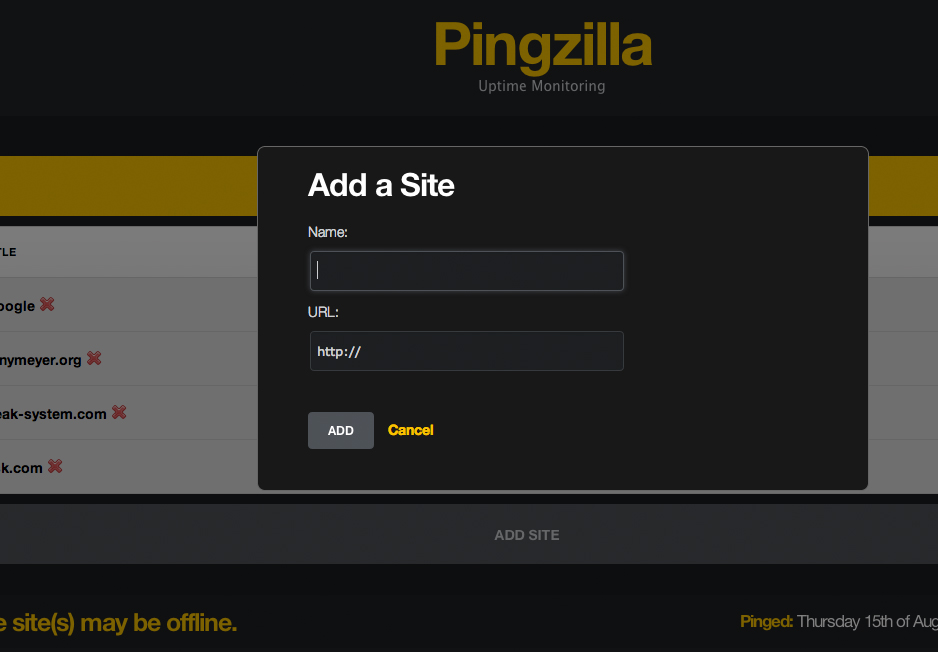 Pingzilla
Uptime Monitoring
Add a Site
Name:
URL:
http://
ADD
Cancel
TLE
oogle
nymeyer.org
eak-system.com
k.com
ADD SITE
e site(s) may be offline.
Pinged: Thursday 15th of Aug